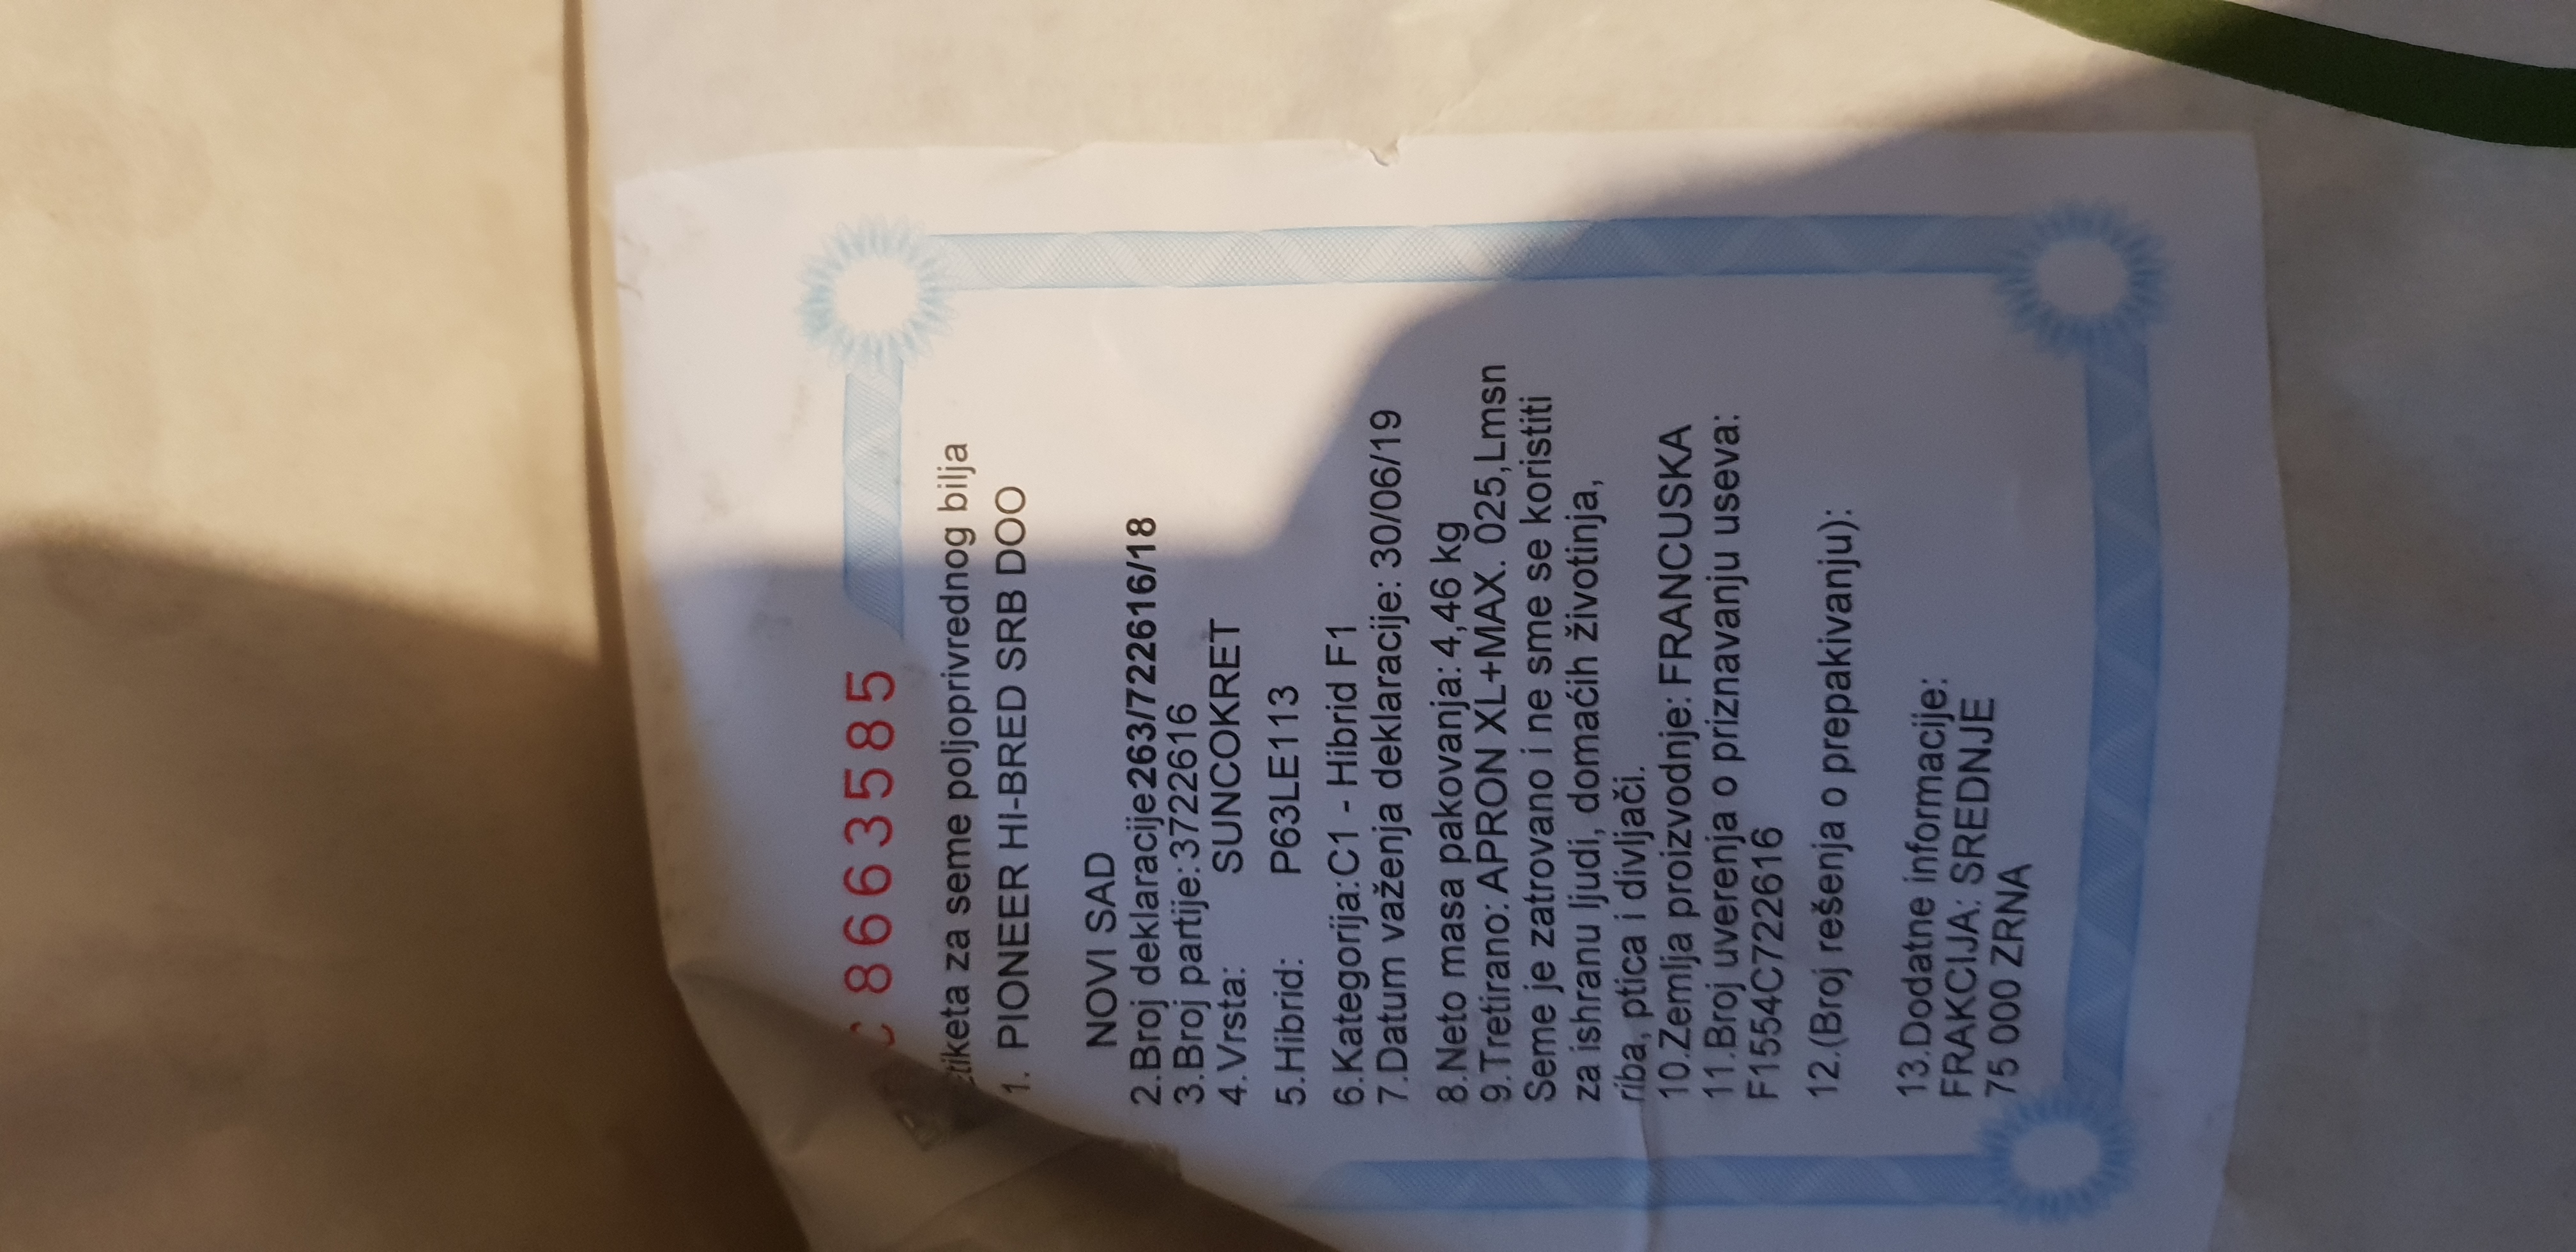 8663585
etiketa za seme poljoprivrednog bilja
1. PIONEER HI-BRED SRB DOO
NOVI SAD
2.Broj deklaracije263/722616/18
3.Broj partije:3722616
4.Vrsta: SUNCOKRET
5.Hibrid: P63LE113
6.Kategorija:C1 - Hibrid F1
7.Datum važenja deklaracije: 30/06/19
8.Neto masa pakovanja: 4,46 kg
9.Tretirano: APRON XL+MAX. 025,Lmsn
Seme je zatrovano i ne sme se koristiti
za ishranu ljudi, domaćih životinja,
riba, ptica i divljači.
10.Zemlja proizvodnje: FRANCUSKA
11.Broj uverenja o priznavanju useva:
F1554C722616
12.(Broj rešenja o prepakivanju):
13.Dodatne informacije:
FRAKCIJA: SREDNJE
75 000 ZRNA